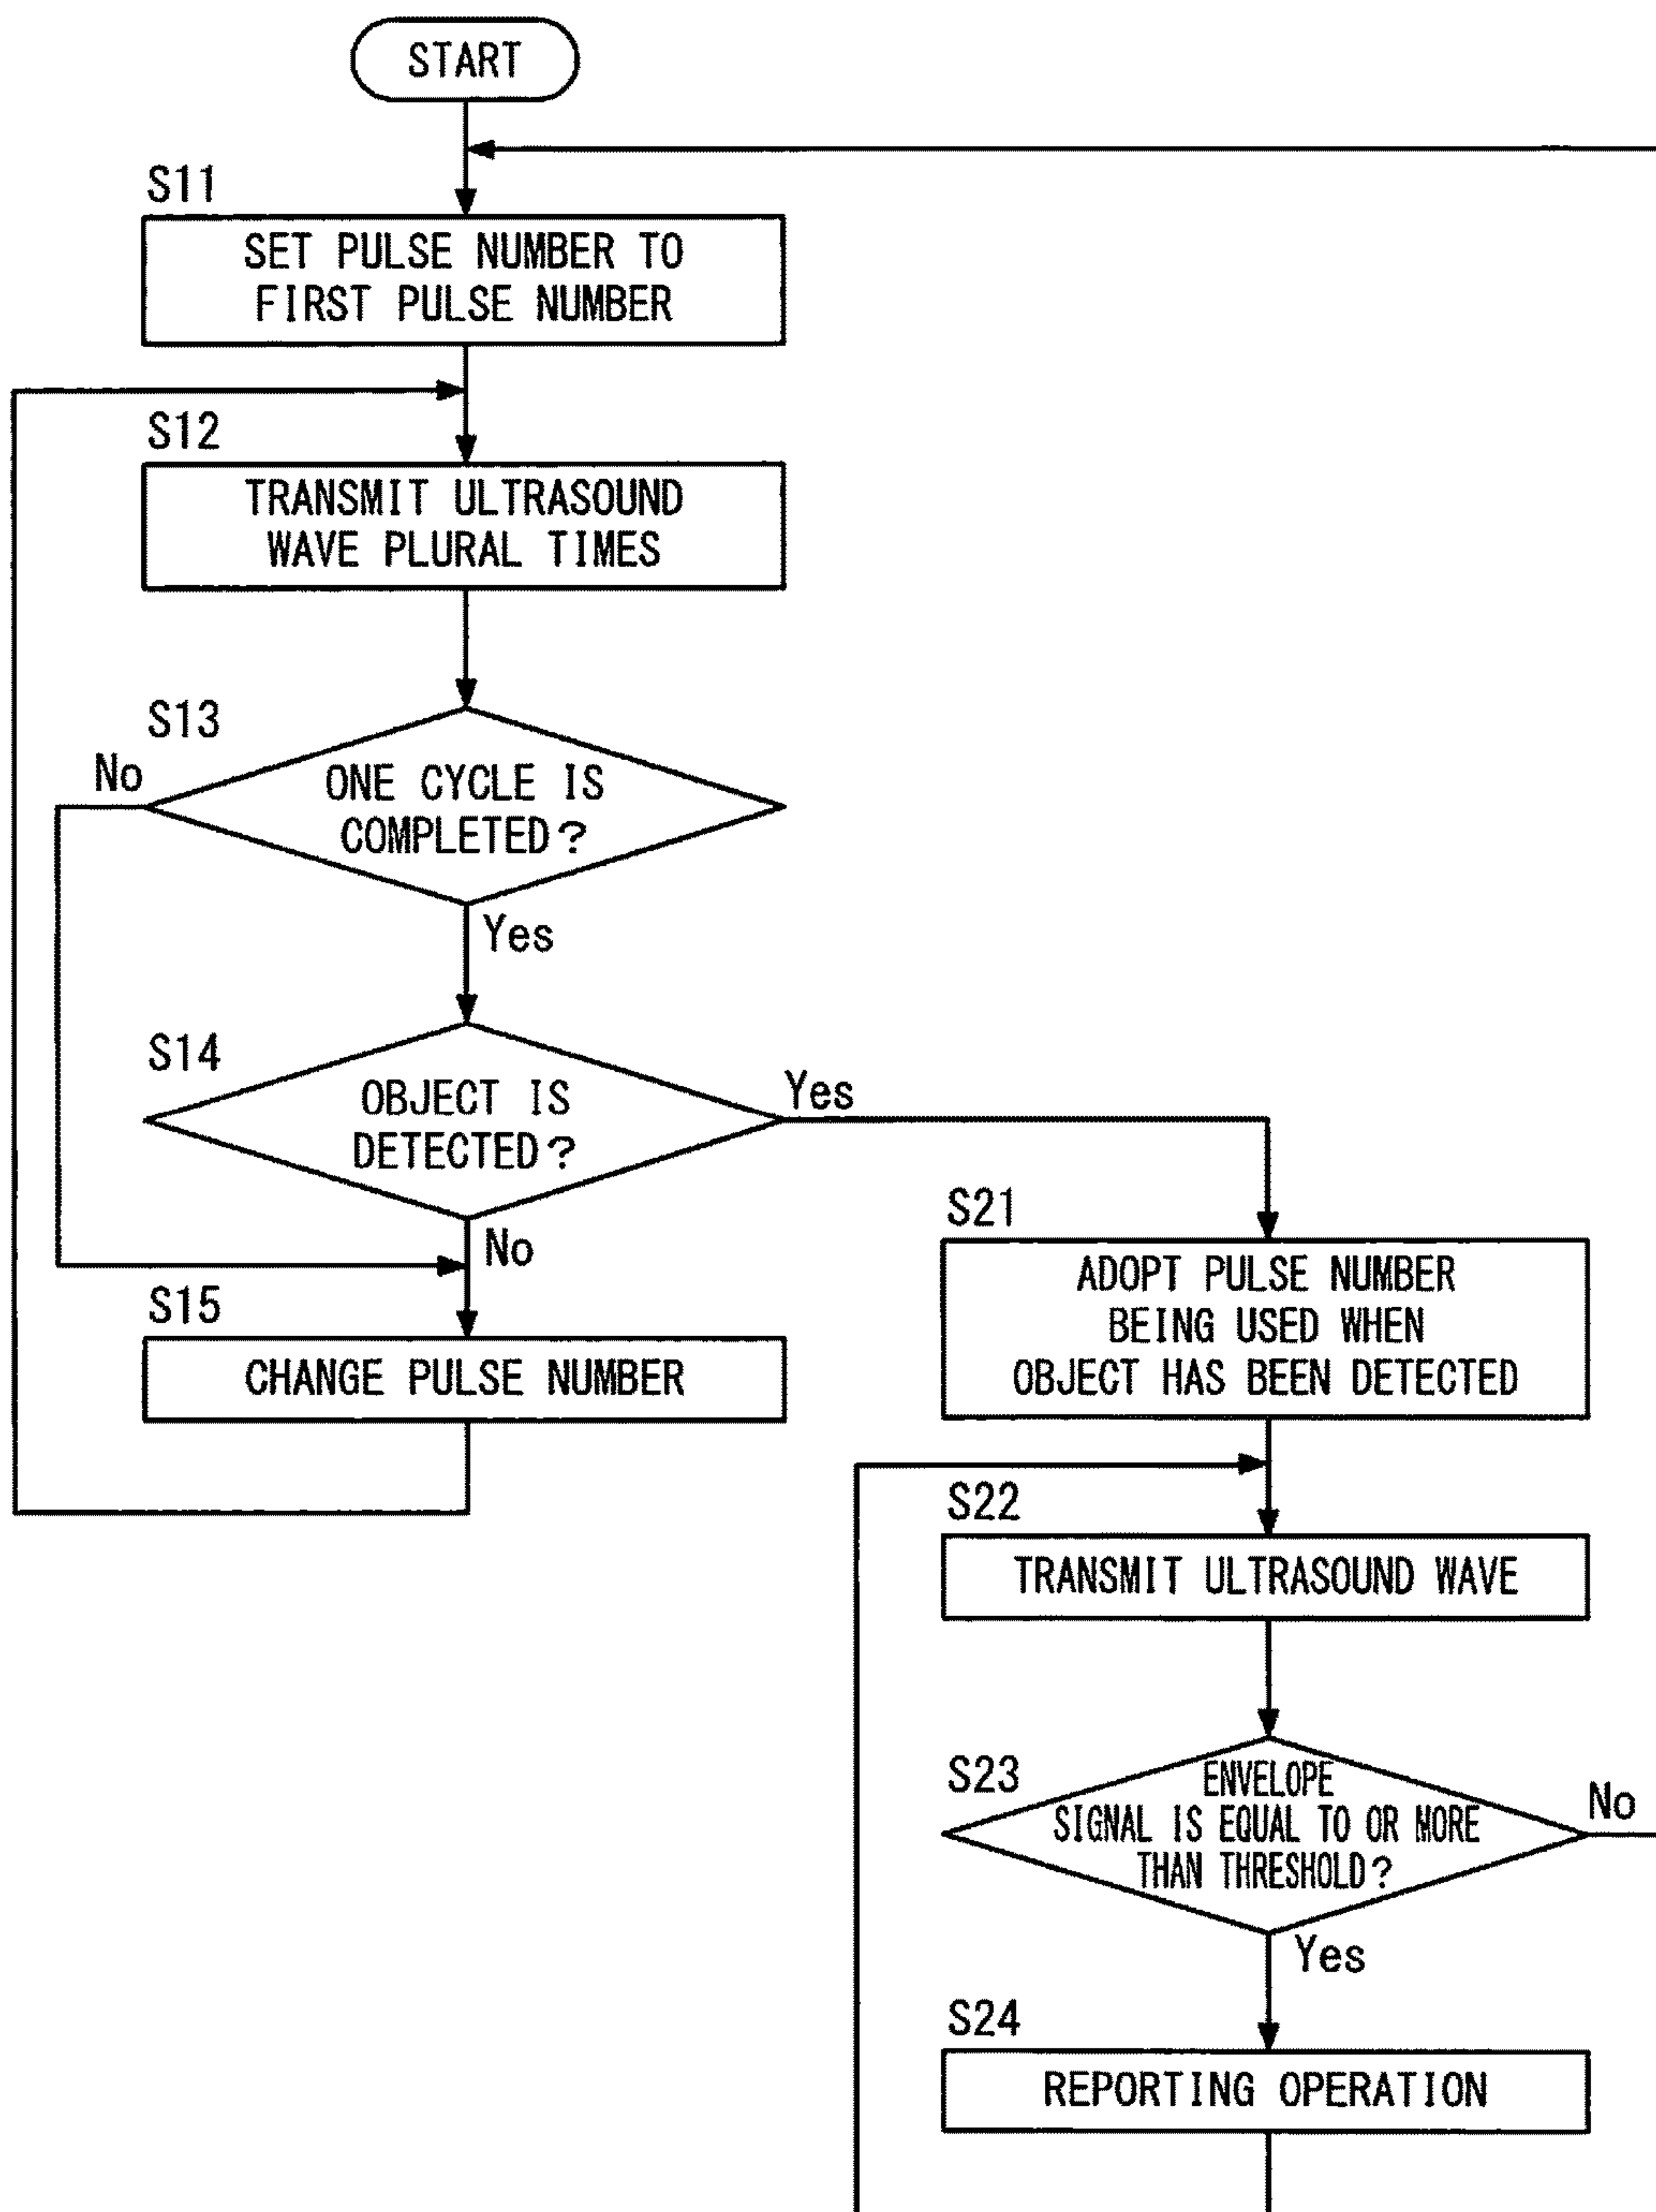 START
S11
SET PULSE NUMBER TO
FIRST PULSE NUMBER
S12
TRANSMIT ULTRASOUND
WAVE PLURAL TIMES
S13
No
ONE CYCLE IS
COMPLETED?
Yes
S14
OBJECT IS
DETECTED?
Yes
No
S15
CHANGE PULSE NUMBER
S21
ADOPT PULSE NUMBER
BEING USED WHEN
OBJECT HAS BEEN DETECTED
S22
TRANSMIT ULTRASOUND WAVE
S23
ENVELOPE
SIGNAL IS EQUAL TO OR MORE
THAN THRESHOLD?
No
Yes
S24
REPORTING OPERATION